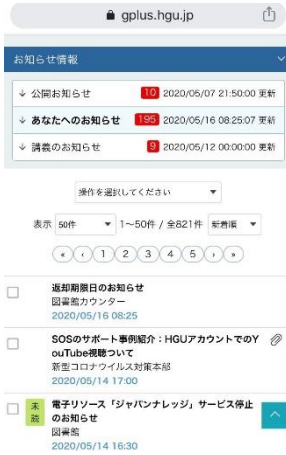 gplus.hgu.jp
お知らせ情報
↓ 公開お知らせ 10 2020/05/07 21:50:00 更新
↓ あなたへのお知らせ 195 2020/05/16 08:25:07 更新
↓ 講義のお知らせ 9 2020/05/12 00:00:00 更新
操作を選択してください ▼
表示 50件 ▼ 1～50件 / 全821件 新着順 ▼
« ‹ 1 2 3 4 5 › »
返却期限日のお知らせ
図書館カウンター
2020/05/16 08:25
SOSのサポート事例紹介：HGUアカウントでのY
ouTube視聴ついて
新型コロナウイルス対策本部
2020/05/14 17:00
未読 電子リソース「ジャパンナレッジ」サービス停止
のお知らせ
図書館
2020/05/14 16:30